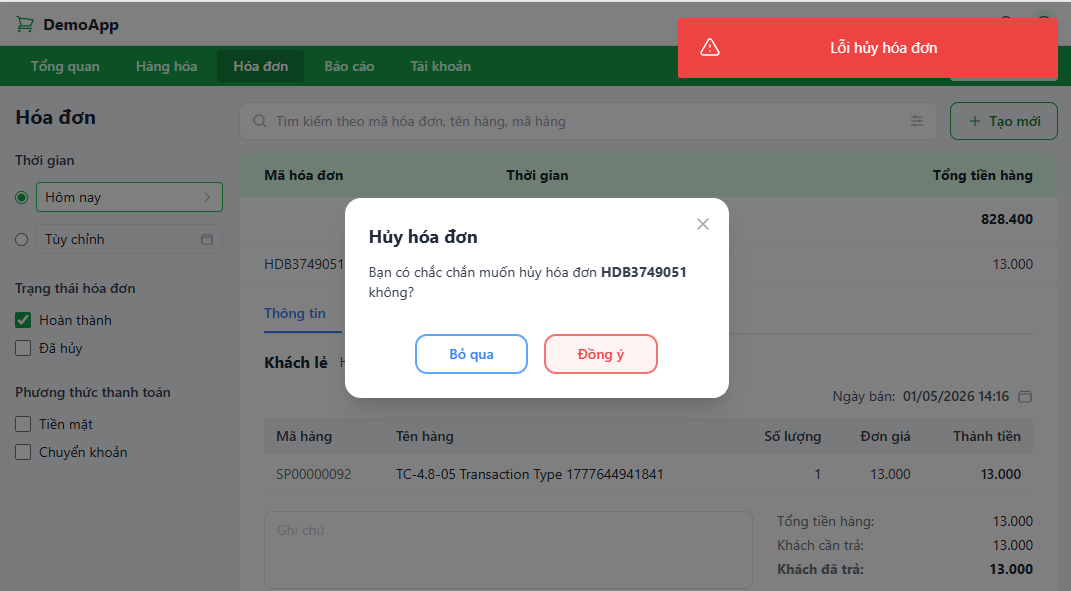 DemoApp
Lỗi hủy hóa đơn
Tổng quan Hàng hóa Hóa đơn Báo cáo Tài khoản
Hóa đơn
Tìm kiếm theo mã hóa đơn, tên hàng, mã hàng
Tạo mới
Thời gian
Hôm nay
Tùy chỉnh
Trạng thái hóa đơn
Hoàn thành
Đã hủy
Phương thức thanh toán
Tiền mặt
Chuyển khoản
Mã hóa đơn Thời gian Tổng tiền hàng
828.400
HDB3749051 13.000
Hủy hóa đơn
Bạn có chắc chắn muốn hủy hóa đơn HDB3749051
không?
Bỏ qua Đồng ý
Thông tin
Khách lẻ
Ngày bán: 01/05/2026 14:16
Mã hàng Tên hàng Số lượng Đơn giá Thành tiền
SP00000092 TC-4.8-05 Transaction Type 1777644941841 1 13.000 13.000
Ghi chú
Tổng tiền hàng: 13.000
Khách cần trả: 13.000
Khách đã trả: 13.000